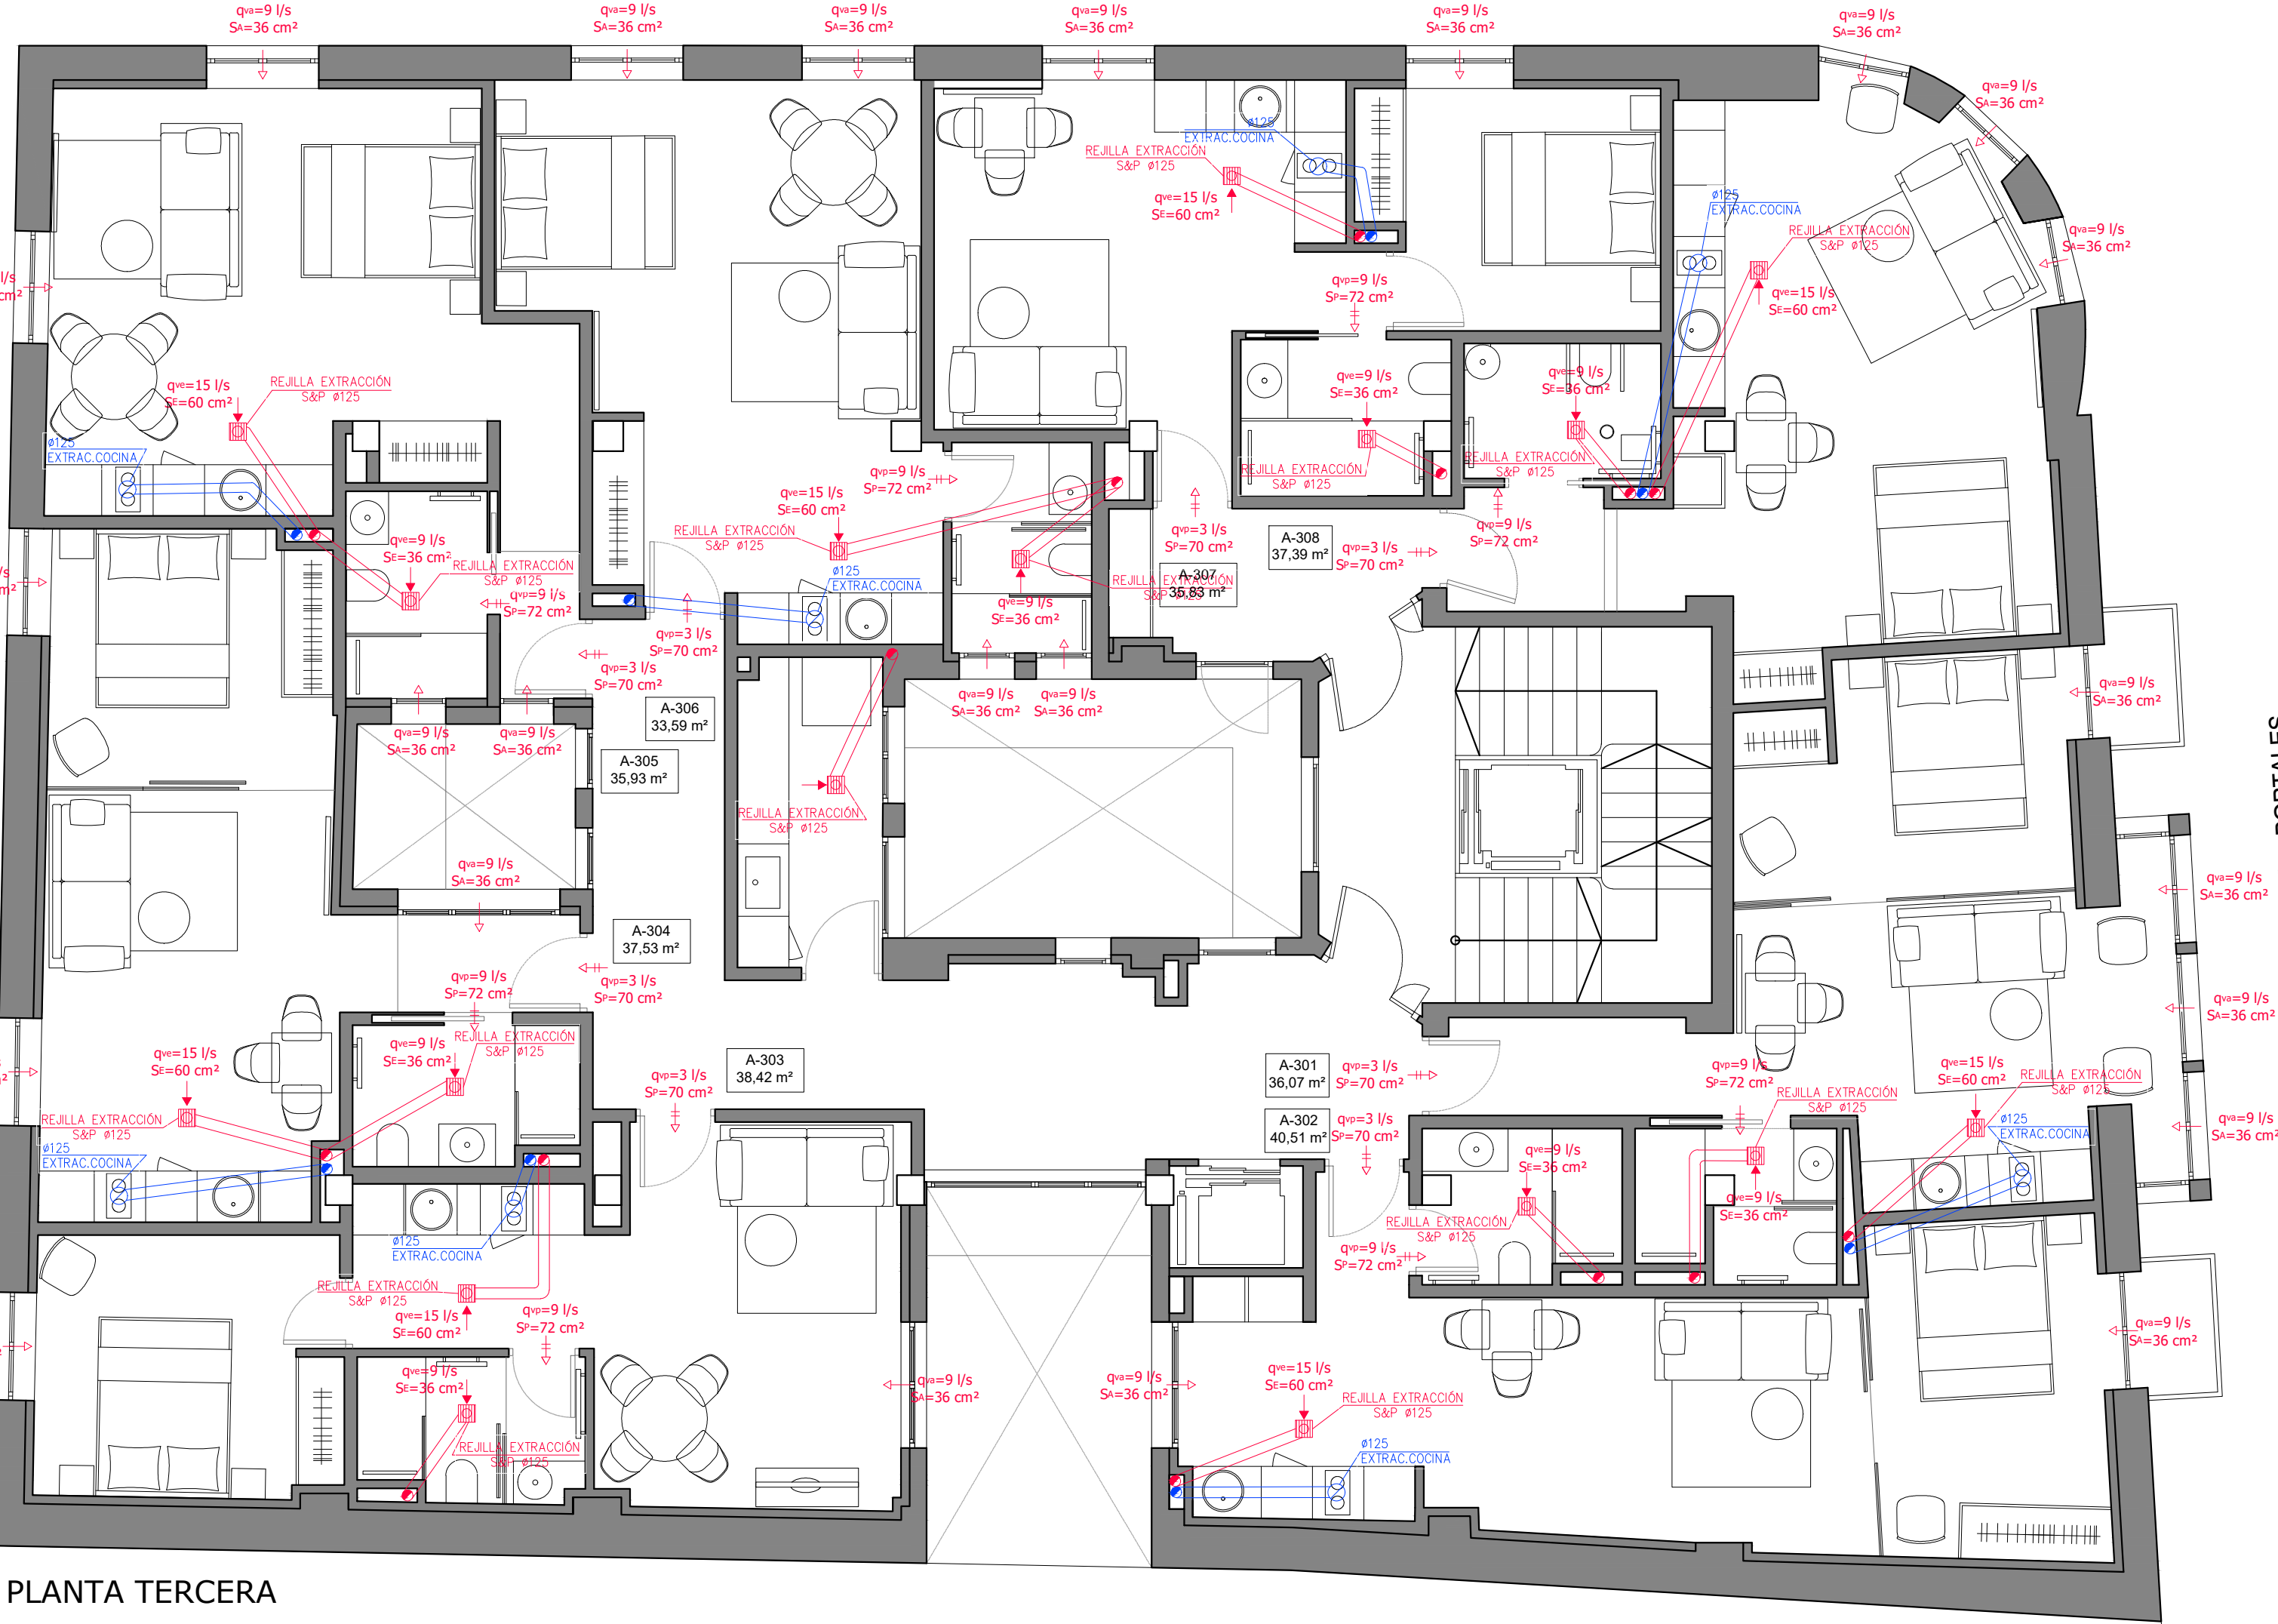 qva=9 l/s
SA=36 cm²
qva=9 l/s
SA=36 cm²
qva=9 l/s
SA=36 cm²
qva=9 l/s
SA=36 cm²
qva=9 l/s
SA=36 cm²
qva=9 l/s
SA=36 cm²
qva=9 l/s
SA=36 cm²
ø125
EXTRAC.COCINA
REJILLA EXTRACCIÓN
S&P ø125
qve=15 l/s
SE=60 cm²
ø125
EXTRAC.COCINA
REJILLA EXTRACCIÓN
S&P ø125
qva=9 l/s
SA=36 cm²
l/s
cm²
qvp=9 l/s
SP=72 cm²
qve=15 l/s
SE=60 cm²
qve=15 l/s
SE=60 cm²
REJILLA EXTRACCIÓN
S&P ø125
qve=9 l/s
SE=36 cm²
qve=9 l/s
SE=36 cm²
ø125
EXTRAC.COCINA
qvp=9 l/s
SP=72 cm²
REJILLA EXTRACCIÓN
S&P ø125
REJILLA EXTRACCIÓN
S&P ø125
qve=15 l/s
SE=60 cm²
REJILLA EXTRACCIÓN
S&P ø125
qve=9 l/s
SE=36 cm²
REJILLA EXTRACCIÓN
S&P ø125
qvp=9 l/s
SP=72 cm²
qvp=3 l/s
SP=70 cm²
A-308
37,39 m²
qvp=3 l/s
SP=70 cm²
qvp=9 l/s
SP=72 cm²
/s
m²
ø125
EXTRAC.COCINA
REJILLA EXTRACCIÓN
S&P ø125
A-307
35,83 m²
qve=9 l/s
SE=36 cm²
qvp=3 l/s
SP=70 cm²
qvp=3 l/s
SP=70 cm²
qva=9 l/s
SA=36 cm²
qva=9 l/s
SA=36 cm²
qva=9 l/s
SA=36 cm²
A-306
33,59 m²
qva=9 l/s
SA=36 cm²
qva=9 l/s
SA=36 cm²
A-305
35,93 m²
PORTALES
REJILLA EXTRACCIÓN
S&P ø125
qva=9 l/s
SA=36 cm²
qva=9 l/s
SA=36 cm²
A-304
37,53 m²
qvp=9 l/s
SP=72 cm²
qvp=3 l/s
SP=70 cm²
qva=9 l/s
SA=36 cm²
qve=15 l/s
SE=60 cm²
qve=9 l/s
SE=36 cm²
REJILLA EXTRACCIÓN
S&P ø125
A-303
38,42 m²
qvp=3 l/s
SP=70 cm²
A-301
36,07 m²
qvp=3 l/s
SP=70 cm²
qvp=9 l/s
SP=72 cm²
qve=15 l/s
SE=60 cm²
REJILLA EXTRACCIÓN
S&P ø125
REJILLA EXTRACCIÓN
S&P ø125
REJILLA EXTRACCIÓN
S&P ø125
A-302
40,51 m²
qvp=3 l/s
SP=70 cm²
ø125
EXTRAC.COCINA
qva=9 l/s
SA=36 cm²
ø125
EXTRAC.COCINA
qve=9 l/s
SE=36 cm²
qve=9 l/s
SE=36 cm²
REJILLA EXTRACCIÓN
S&P ø125
ø125
EXTRAC.COCINA
qvp=9 l/s
SP=72 cm²
REJILLA EXTRACCIÓN
S&P ø125
qve=15 l/s
SE=60 cm²
qvp=9 l/s
SP=72 cm²
qva=9 l/s
SA=36 cm²
qve=9 l/s
SE=36 cm²
qva=9 l/s
SA=36 cm²
qva=9 l/s
SA=36 cm²
qve=15 l/s
SE=60 cm²
REJILLA EXTRACCIÓN
S&P ø125
REJILLA EXTRACCIÓN
S&P ø125
ø125
EXTRAC.COCINA
PLANTA TERCERA